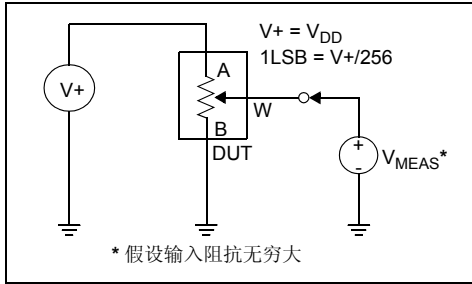 V+ = V_DD
1LSB = V+/256
V+
A
W
B
DUT
+
-
V_MEAS*
* 假设输入阻抗无穷大